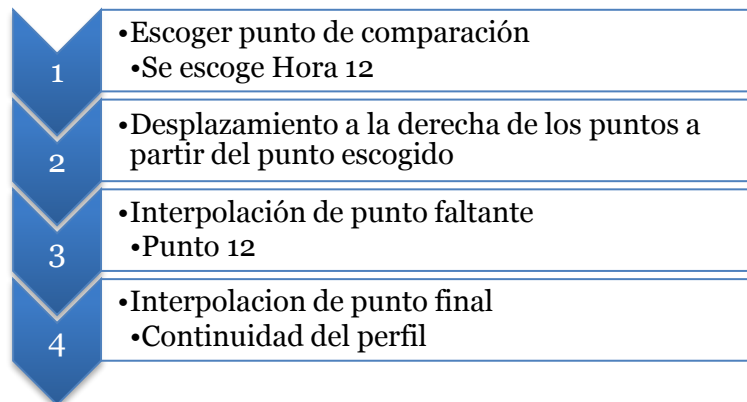 1
•Escoger punto de comparación
•Se escoge Hora 12
2
•Desplazamiento a la derecha de los puntos a
partir del punto escogido
3
•Interpolación de punto faltante
•Punto 12
4
•Interpolacion de punto final
•Continuidad del perfil